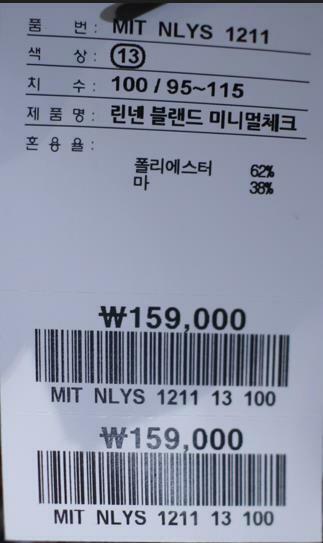 품 번 : MIT NLYS 1211
색 상 : 13
치 수 : 100 / 95~115
제 품 명 : 린넨 블랜드 미니멀체크
혼 용 율 :
폴리에스터 62%
마 38%
₩159,000
MIT NLYS 1211 13 100
₩159,000
MIT NLYS 1211 13 100